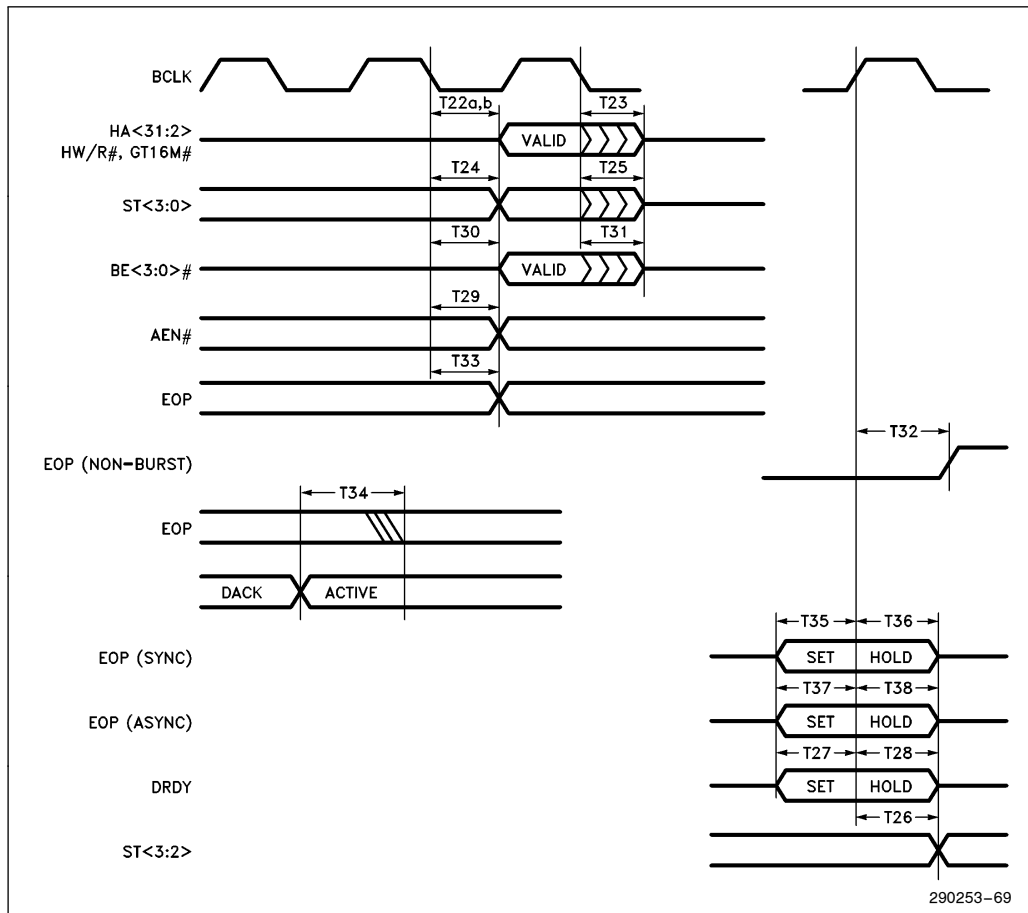 BCLK
T22a,b
T23
HA<31:2>
HW/R#, GT16M#
VALID
T24
T25
ST<3:0>
T30
T31
BE<3:0>#
VALID
T29
AEN#
T33
EOP
T32
EOP (NON-BURST)
T34
EOP
DACK
ACTIVE
T35
T36
EOP (SYNC)
SET
HOLD
T37
T38
EOP (ASYNC)
SET
HOLD
T27
T28
DRDY
SET
HOLD
T26
ST<3:2>
290253-69